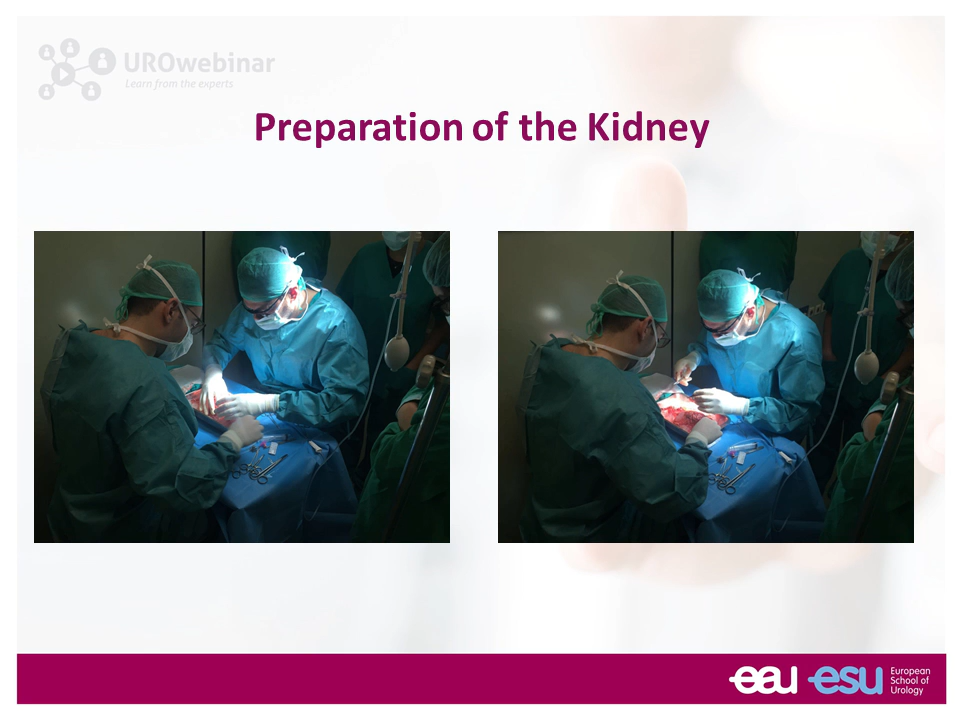 UROwebinar
Learn from the experts
Preparation of the Kidney
eau esu
European
School of
Urology